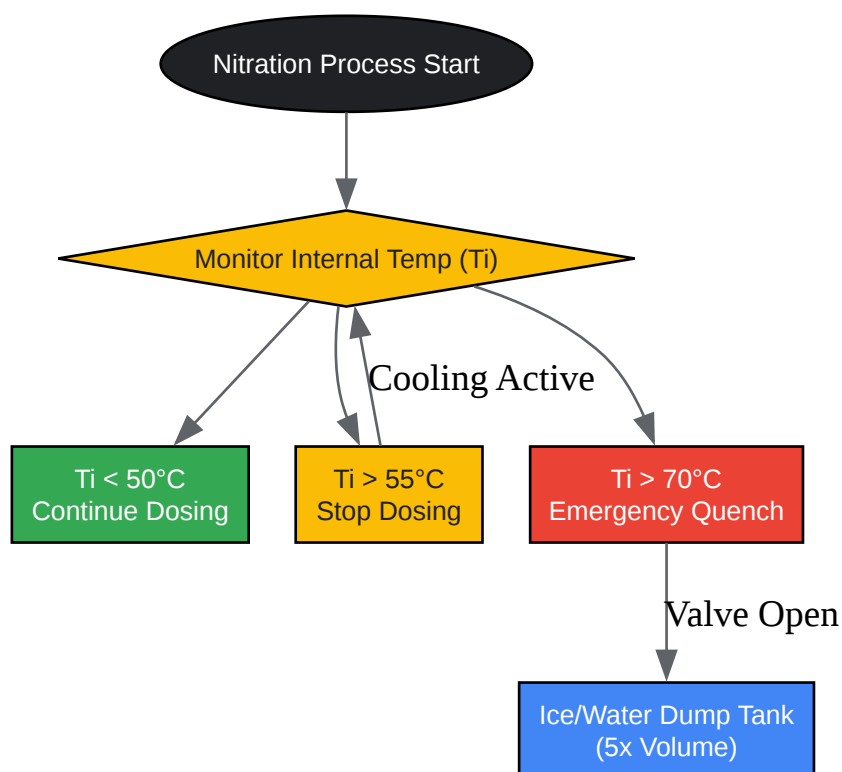 Nitration Process Start
Monitor Internal Temp (Ti)
Cooling Active
Ti < 50°C
Continue Dosing
Ti > 55°C
Stop Dosing
Ti > 70°C
Emergency Quench
Valve Open
Ice/Water Dump Tank
(5x Volume)